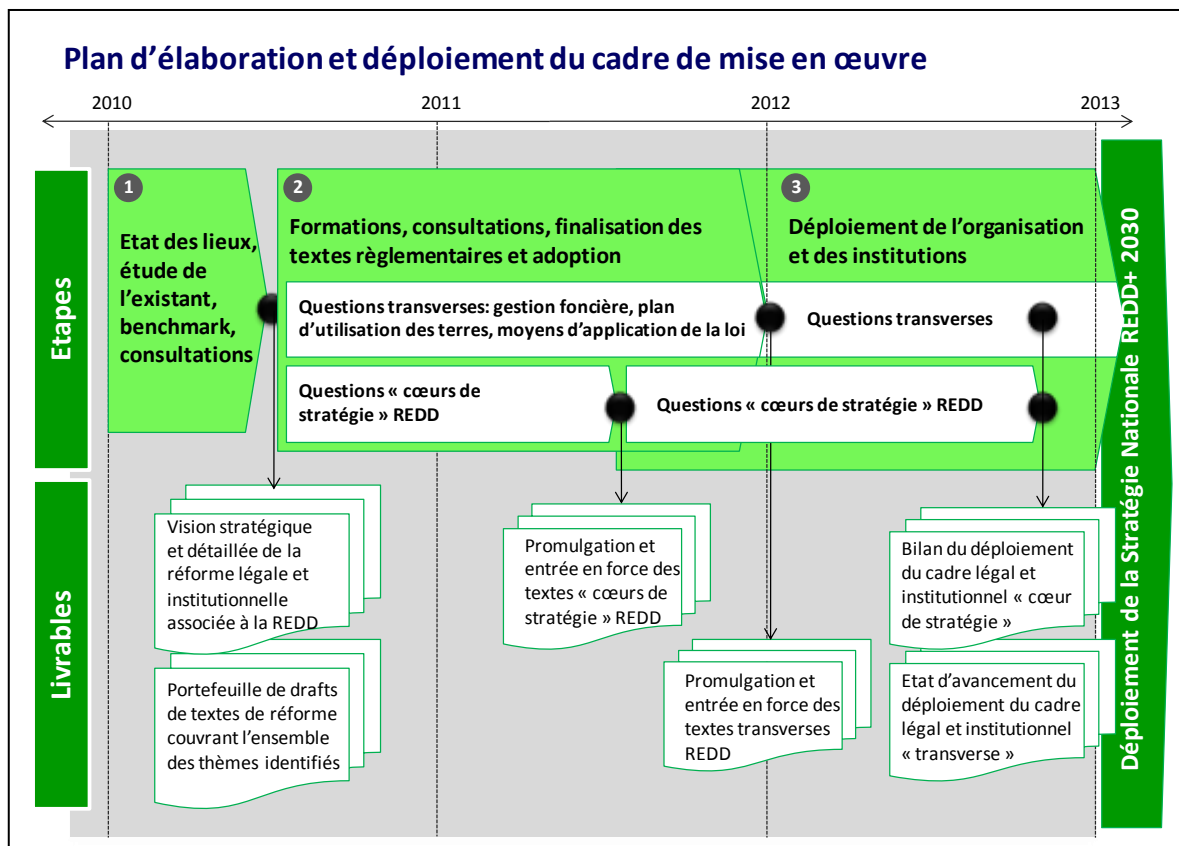 Plan d'élaboration et déploiement du cadre de mise en œuvre
2010
2011
2012
2013
Etapes
1
Etat des lieux,
étude de
l'existant,
benchmark,
consultations
2
Formations, consultations, finalisation des
textes règlementaires et adoption
3
Déploiement de l'organisation
et des institutions
Questions transverses: gestion foncière, plan
d'utilisation des terres, moyens d'application de la loi
Questions transverses
Questions « cœurs de
stratégie » REDD
Questions « cœurs de stratégie » REDD
Livrables
Vision stratégique
et détaillée de la
réforme légale et
institutionnelle
associée à la REDD
Portefeuille de drafts
de textes de réforme
couvrant l'ensemble
des thèmes identifiés
Promulgation et
entrée en force des
textes « cœurs de
stratégie » REDD
Promulgation et
entrée en force des
textes transverses
REDD
Bilan du déploiement
du cadre légal et
institutionnel « cœur
de stratégie »
Etat d'avancement du
déploiement du cadre
légal et institutionnel
« transverse »
Déploiement de la Stratégie Nationale REDD+ 2030